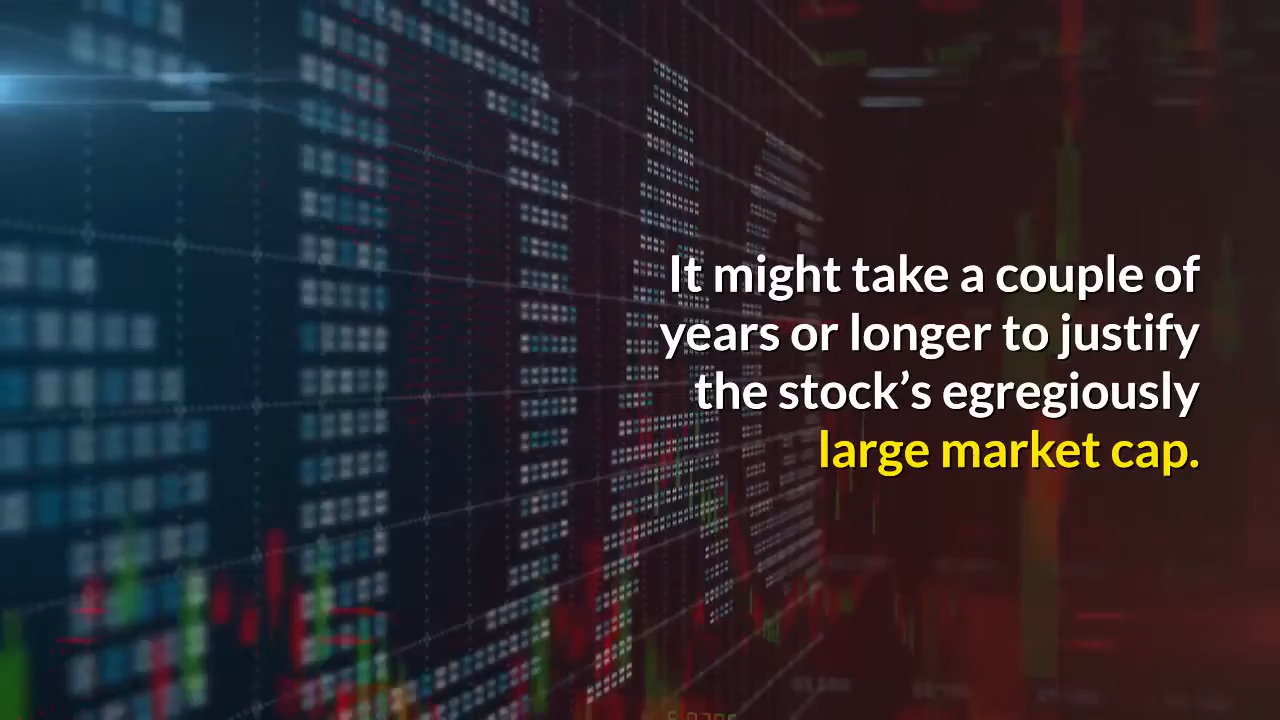 It might take a couple of
years or longer to justify
the stock’s egregiously
large market cap.